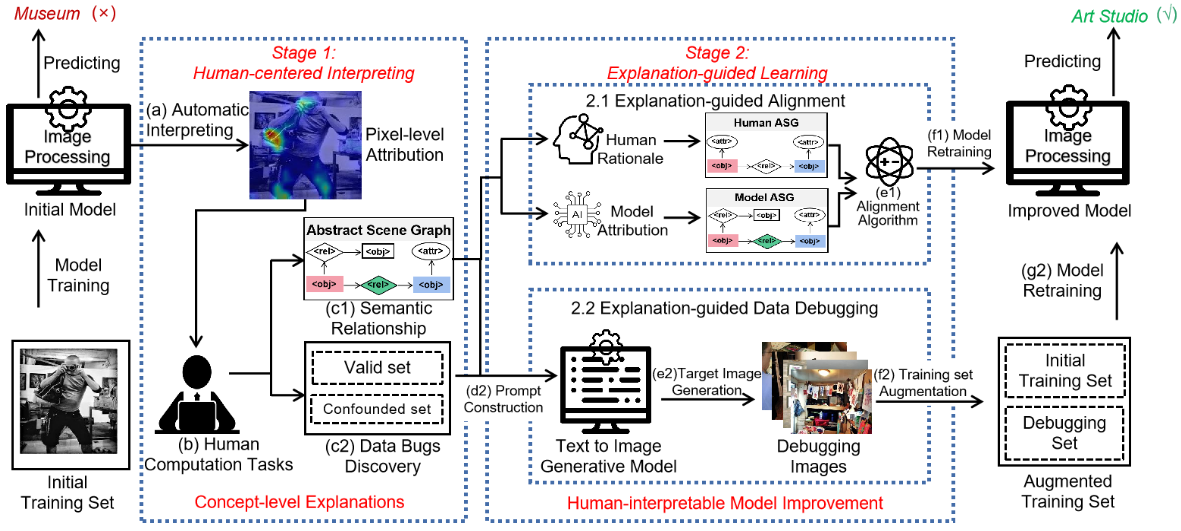 Museum (×)
Predicting
Image
Processing
Initial Model
Model
Training
Initial
Training Set
Stage 1:
Human-centered Interpreting
(a) Automatic
Interpreting
Pixel-level
Attribution
Abstract Scene Graph
<rel>
<obj>
<attr>
<obj>
<rel>
<obj>
(c1) Semantic
Relationship
Valid set
Confounded set
(b) Human
Computation Tasks
(c2) Data Bugs
Discovery
Concept-level Explanations
Stage 2:
Explanation-guided Learning
2.1 Explanation-guided Alignment
Human
Rationale
Human ASG
<attr>
<attr>
<obj>
<rel>
<obj>
AI
Model
Attribution
Model ASG
<rel>
<obj>
<attr>
<obj>
<rel>
<obj>
(e1)
Alignment
Algorithm
2.2 Explanation-guided Data Debugging
(d2) Prompt
Construction
Text to Image
Generative Model
(e2)Target Image
Generation
Debugging
Images
(f2) Training set
Augmentation
Human-interpretable Model Improvement
Art Studio (√)
Predicting
(f1) Model
Retraining
Image
Processing
Improved Model
(g2) Model
Retraining
Initial
Training Set
Debugging
Set
Augmented
Training Set